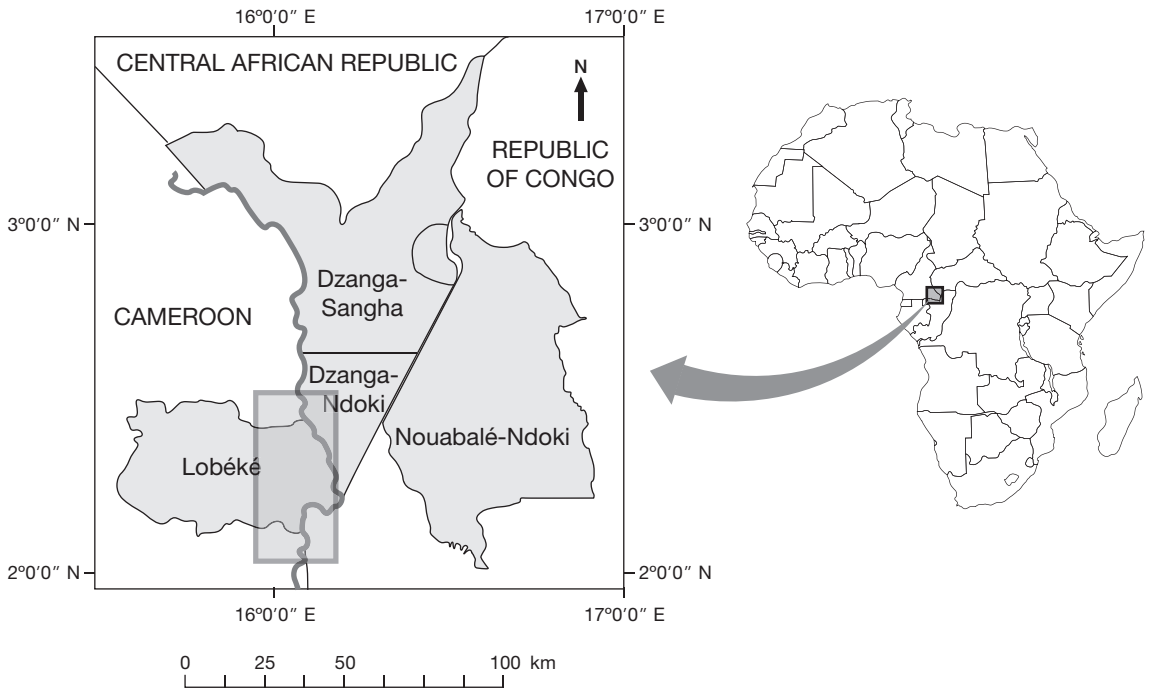 16º0′0″ E
17º0′0″ E
CENTRAL AFRICAN REPUBLIC
N
REPUBLIC
OF CONGO
3º0′0″ N
3º0′0″ N
Dzanga-
Sangha
CAMEROON
Dzanga-
Ndoki
Nouabalé-Ndoki
Lobéké
2º0′0″ N
2º0′0″ N
16º0′0″ E
17º0′0″ E
0 25 50 100 km